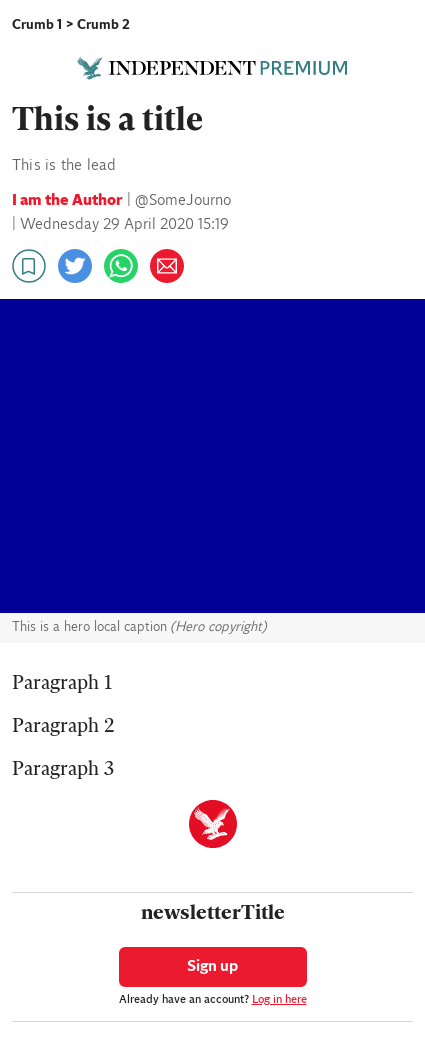 Crumb 1 > Crumb 2
INDEPENDENT PREMIUM
This is a title
This is the lead
I am the Author | @SomeJourno
| Wednesday 29 April 2020 15:19
This is a hero local caption (Hero copyright)
Paragraph 1
Paragraph 2
Paragraph 3
newsletterTitle
Sign up
Already have an account? Log in here